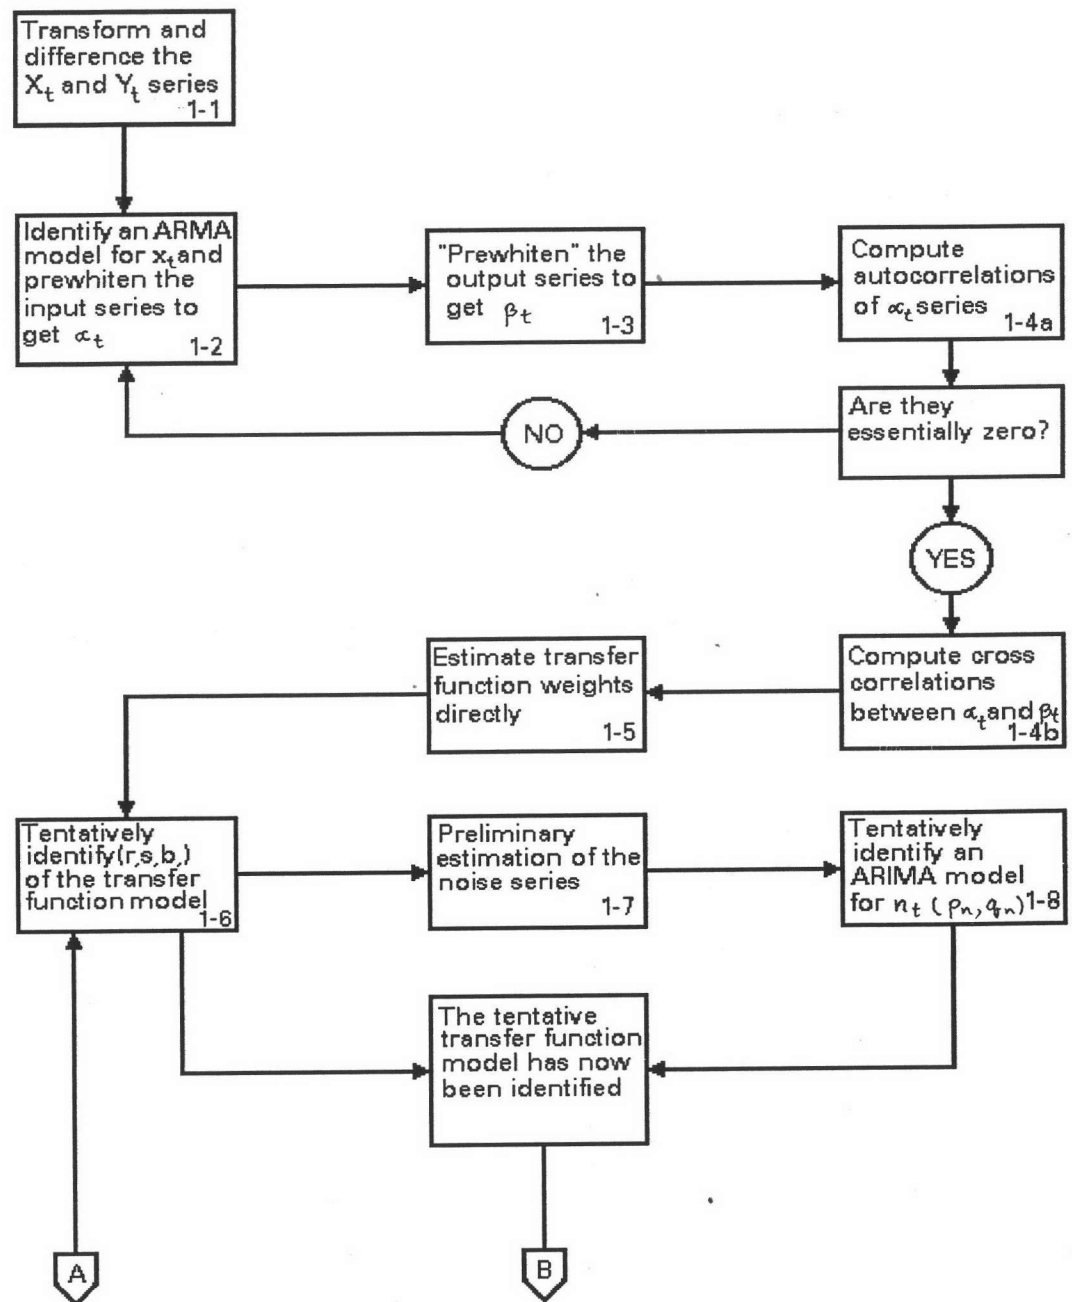 Transform and
difference the
Xₜ and Yₜ series
1-1
Identify an ARMA
model for xₜ and
prewhiten the
input series to
get αₜ
1-2
"Prewhiten" the
output series to
get βₜ
1-3
Compute
autocorrelations
of αₜ series
1-4a
Are they
essentially zero?
NO
YES
Compute cross
correlations
between αₜ and βₜ
1-4b
Estimate transfer
function weights
directly
1-5
Tentatively
identify(r,s,b,)
of the transfer
function model
1-6
Preliminary
estimation of the
noise series
1-7
Tentatively
identify an
ARIMA model
for nₜ (pₙ, qₙ) 1-8
The tentative
transfer function
model has now
been identified
A
B